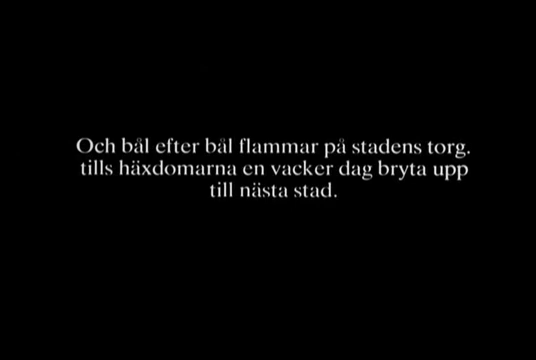 Och bål efter bål flammar på stadens torg.
tills häxdomarna en vacker dag bryta upp
till nästa stad.